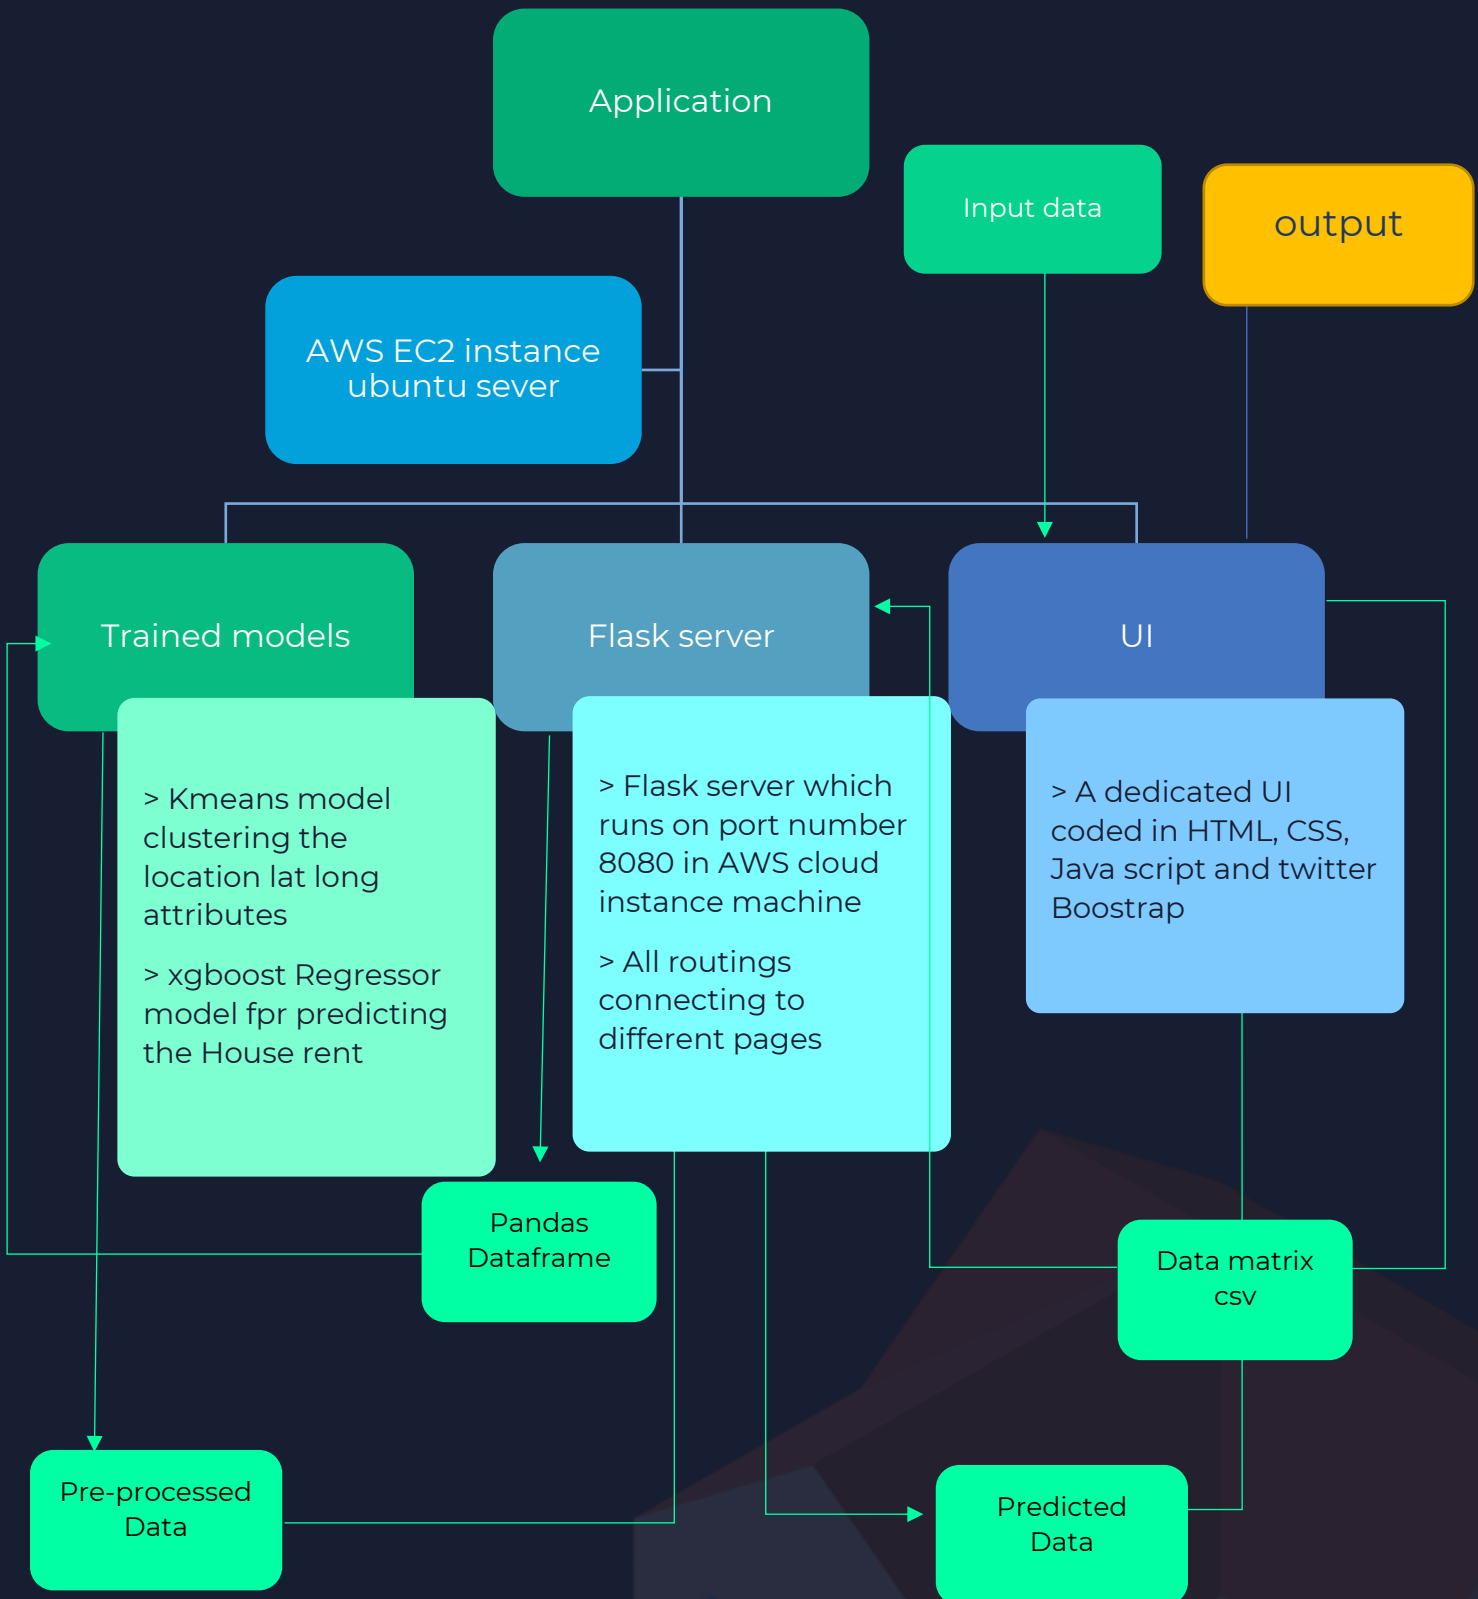 Application
Input data
output
AWS EC2 instance
ubuntu sever
Trained models
Flask server
UI
> Kmeans model
clustering the
location lat long
attributes
> xgboost Regressor
model fpr predicting
the House rent
> Flask server which
runs on port number
8080 in AWS cloud
instance machine
> All routings
connecting to
different pages
> A dedicated UI
coded in HTML, CSS,
Java script and twitter
Boostrap
Pandas
Dataframe
Data matrix
csv
Pre-processed
Data
Predicted
Data